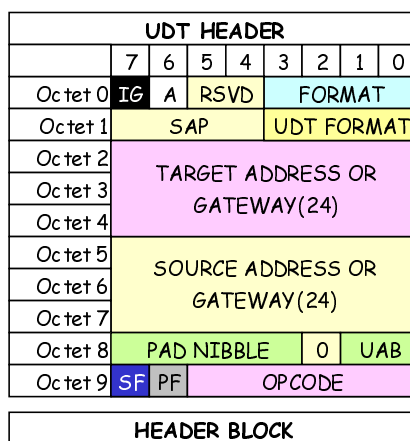 UDT HEADER
7 6 5 4 3 2 1 0
Octet 0 IG A RSVD FORMAT
Octet 1 SAP UDT FORMAT
Octet 2
TARGET ADDRESS OR
Octet 3
GATEWAY(24)
Octet 4
Octet 5
SOURCE ADDRESS OR
Octet 6
GATEWAY(24)
Octet 7
Octet 8 PAD NIBBLE 0 UAB
Octet 9 SF PF OPCODE
HEADER BLOCK